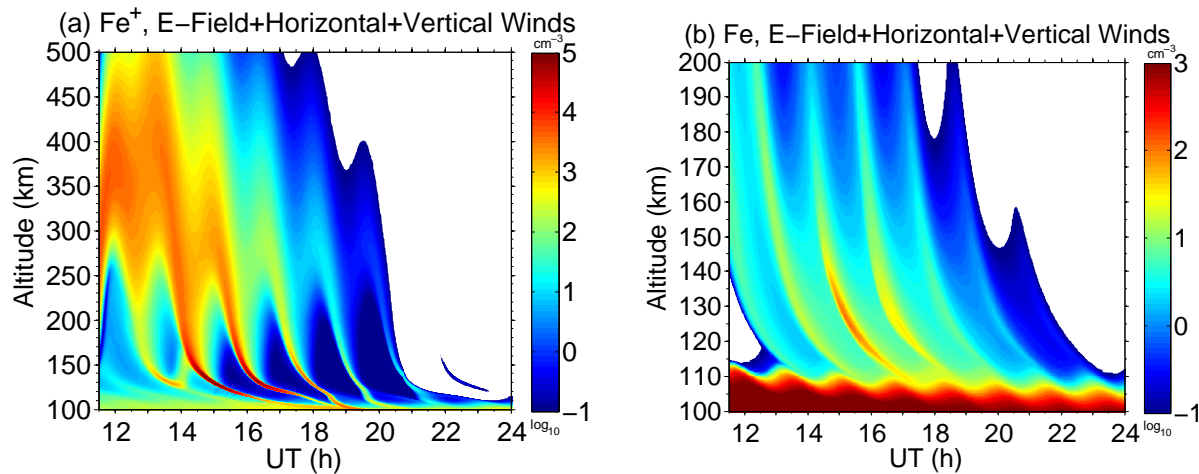 (a) Fe+, E−Field+Horizontal+Vertical Winds
cm−3
500
450
400
350
300
250
200
150
100
Altitude (km)
12 14 16 18 20 22 24
UT (h)
5
4
3
2
1
0
−1
log10
(b) Fe, E−Field+Horizontal+Vertical Winds
cm−3
200
190
180
170
160
150
140
130
120
110
100
Altitude (km)
12 14 16 18 20 22 24
UT (h)
3
2
1
0
−1
log10